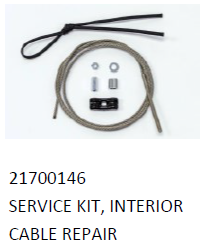 21700146
SERVICE KIT, INTERIOR
CABLE REPAIR